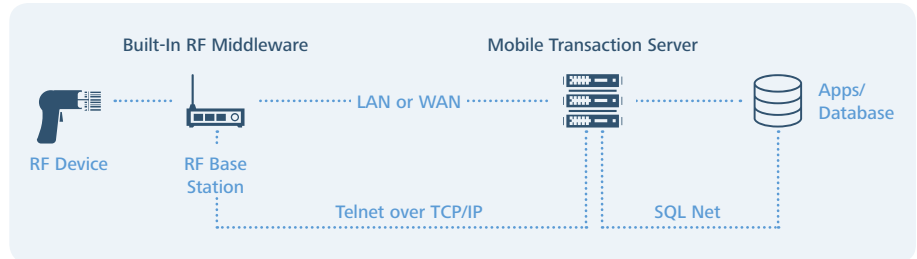 Built-In RF Middleware
Mobile Transaction Server
LAN or WAN
Apps/
Database
RF Device
RF Base
Station
Telnet over TCP/IP
SQL Net